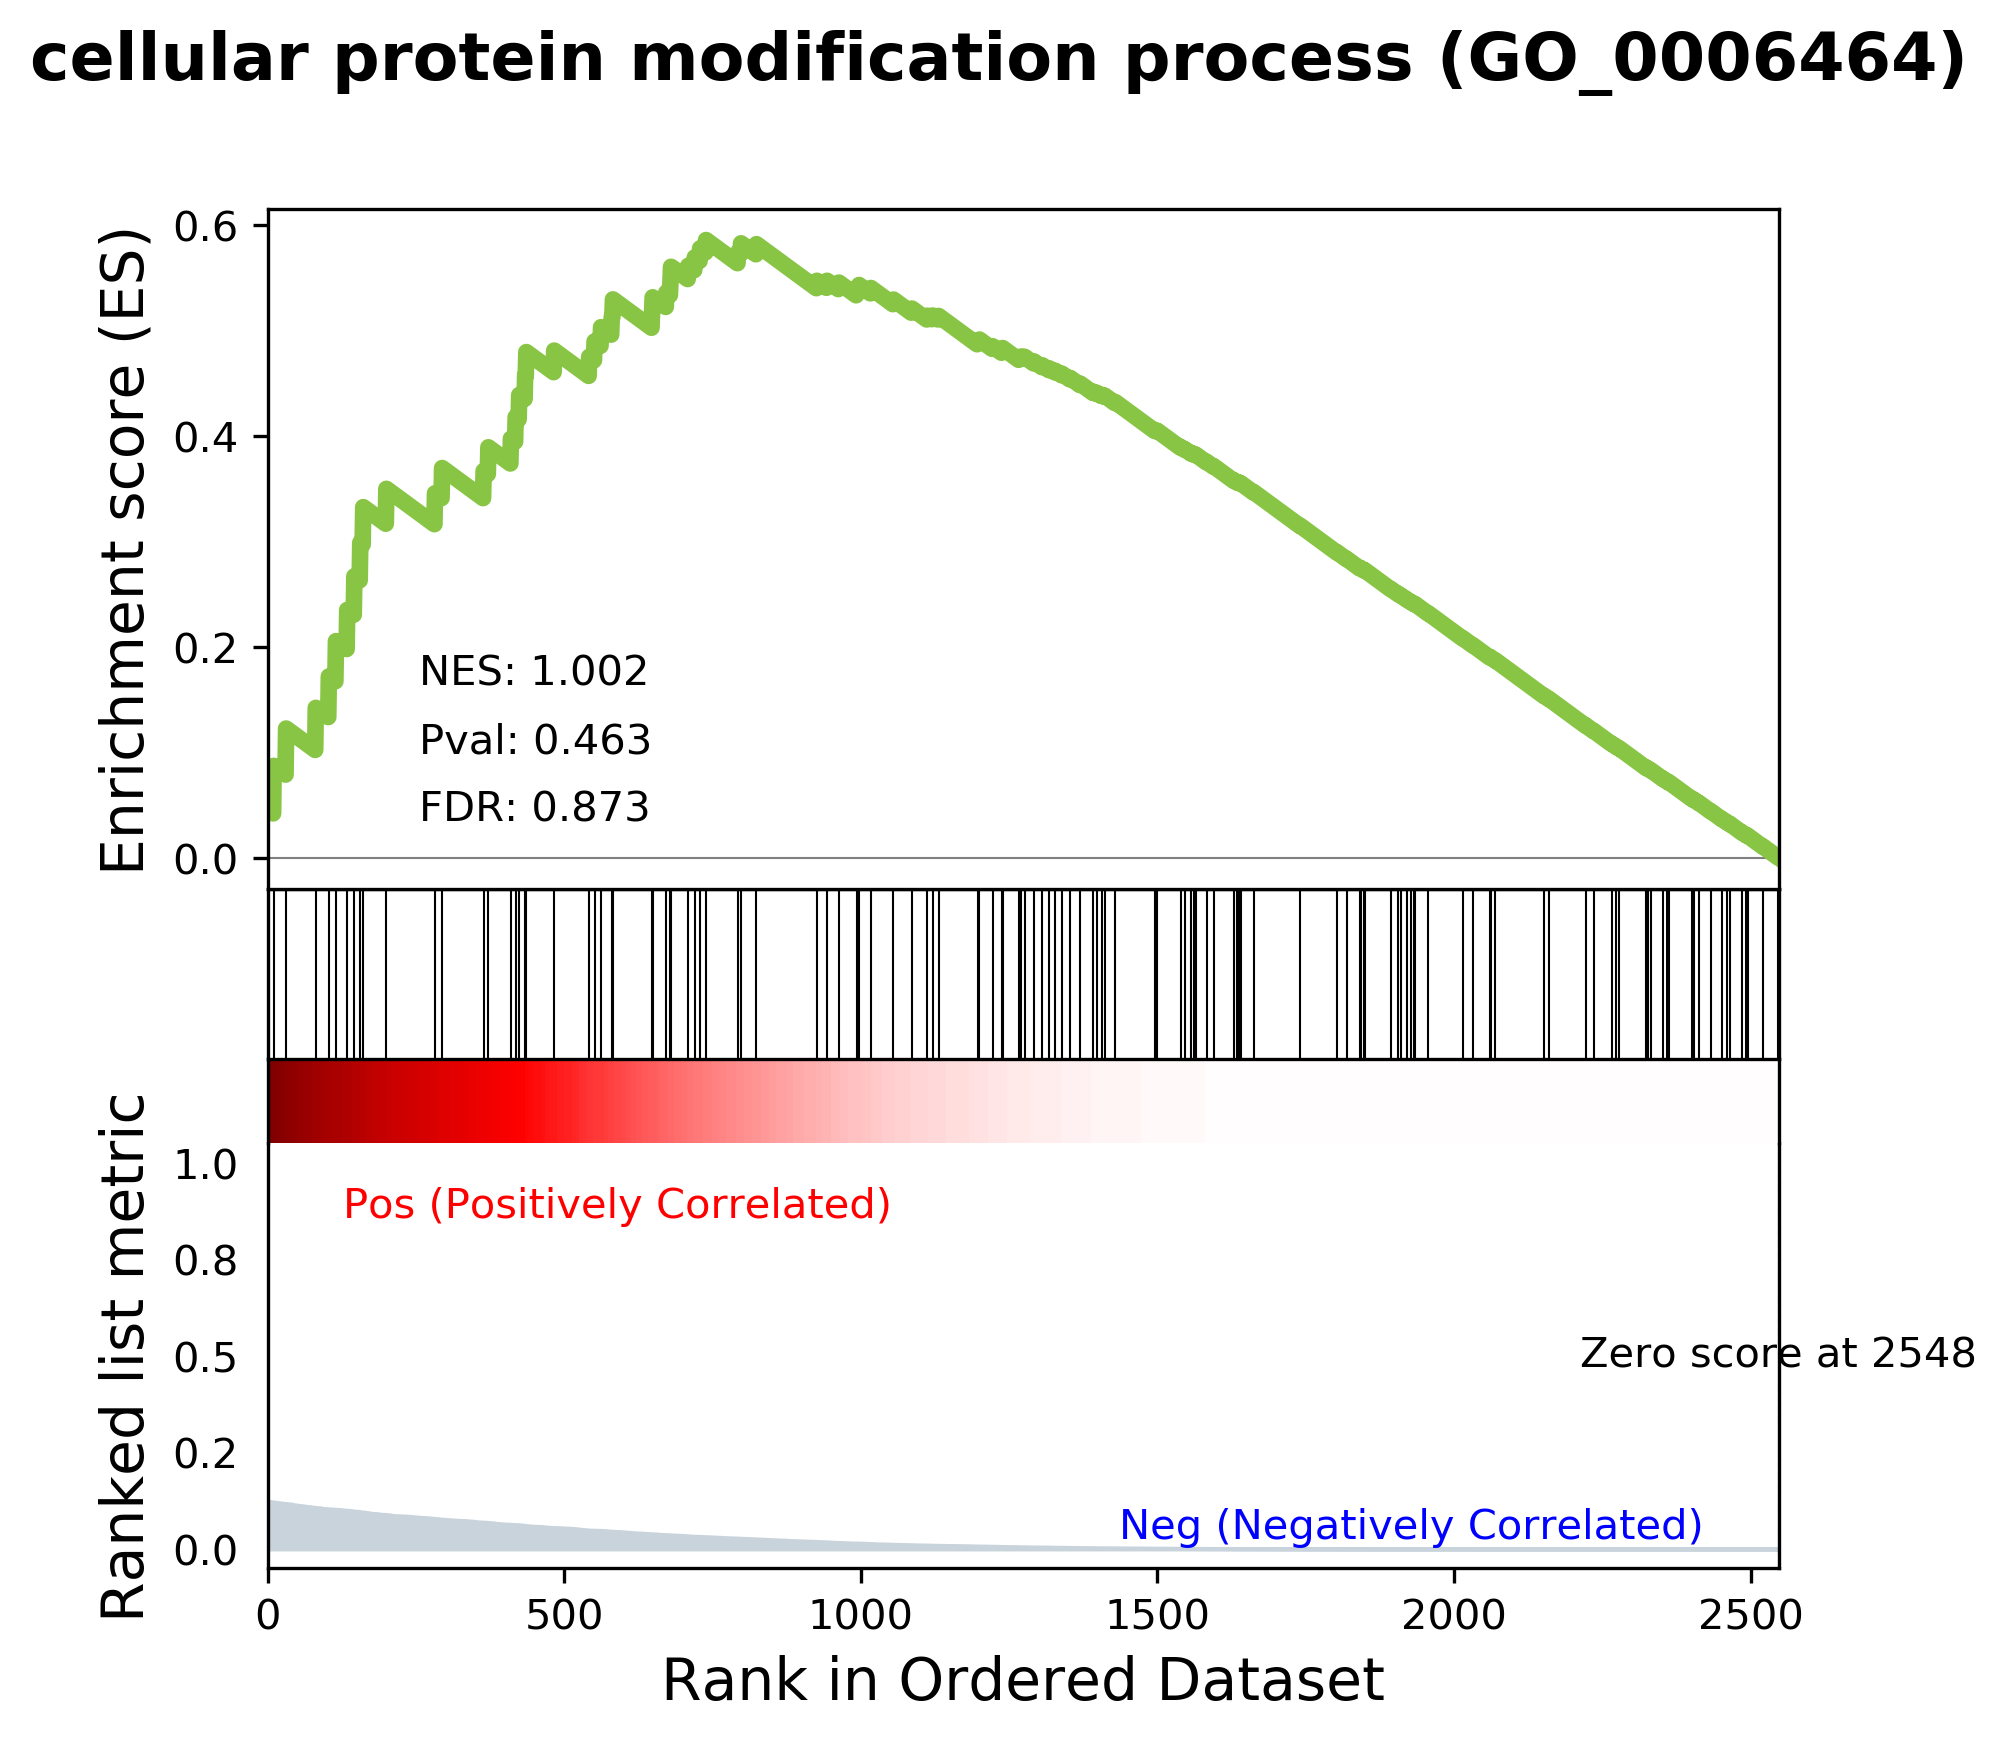 cellular protein modification process (GO_0006464)
Enrichment score (ES)
0.6
0.4
0.2
0.0
NES: 1.002
Pval: 0.463
FDR: 0.873
Ranked list metric
1.0
0.8
0.5
0.2
0.0
Pos (Positively Correlated)
Zero score at 2548
Neg (Negatively Correlated)
0 500 1000 1500 2000 2500
Rank in Ordered Dataset